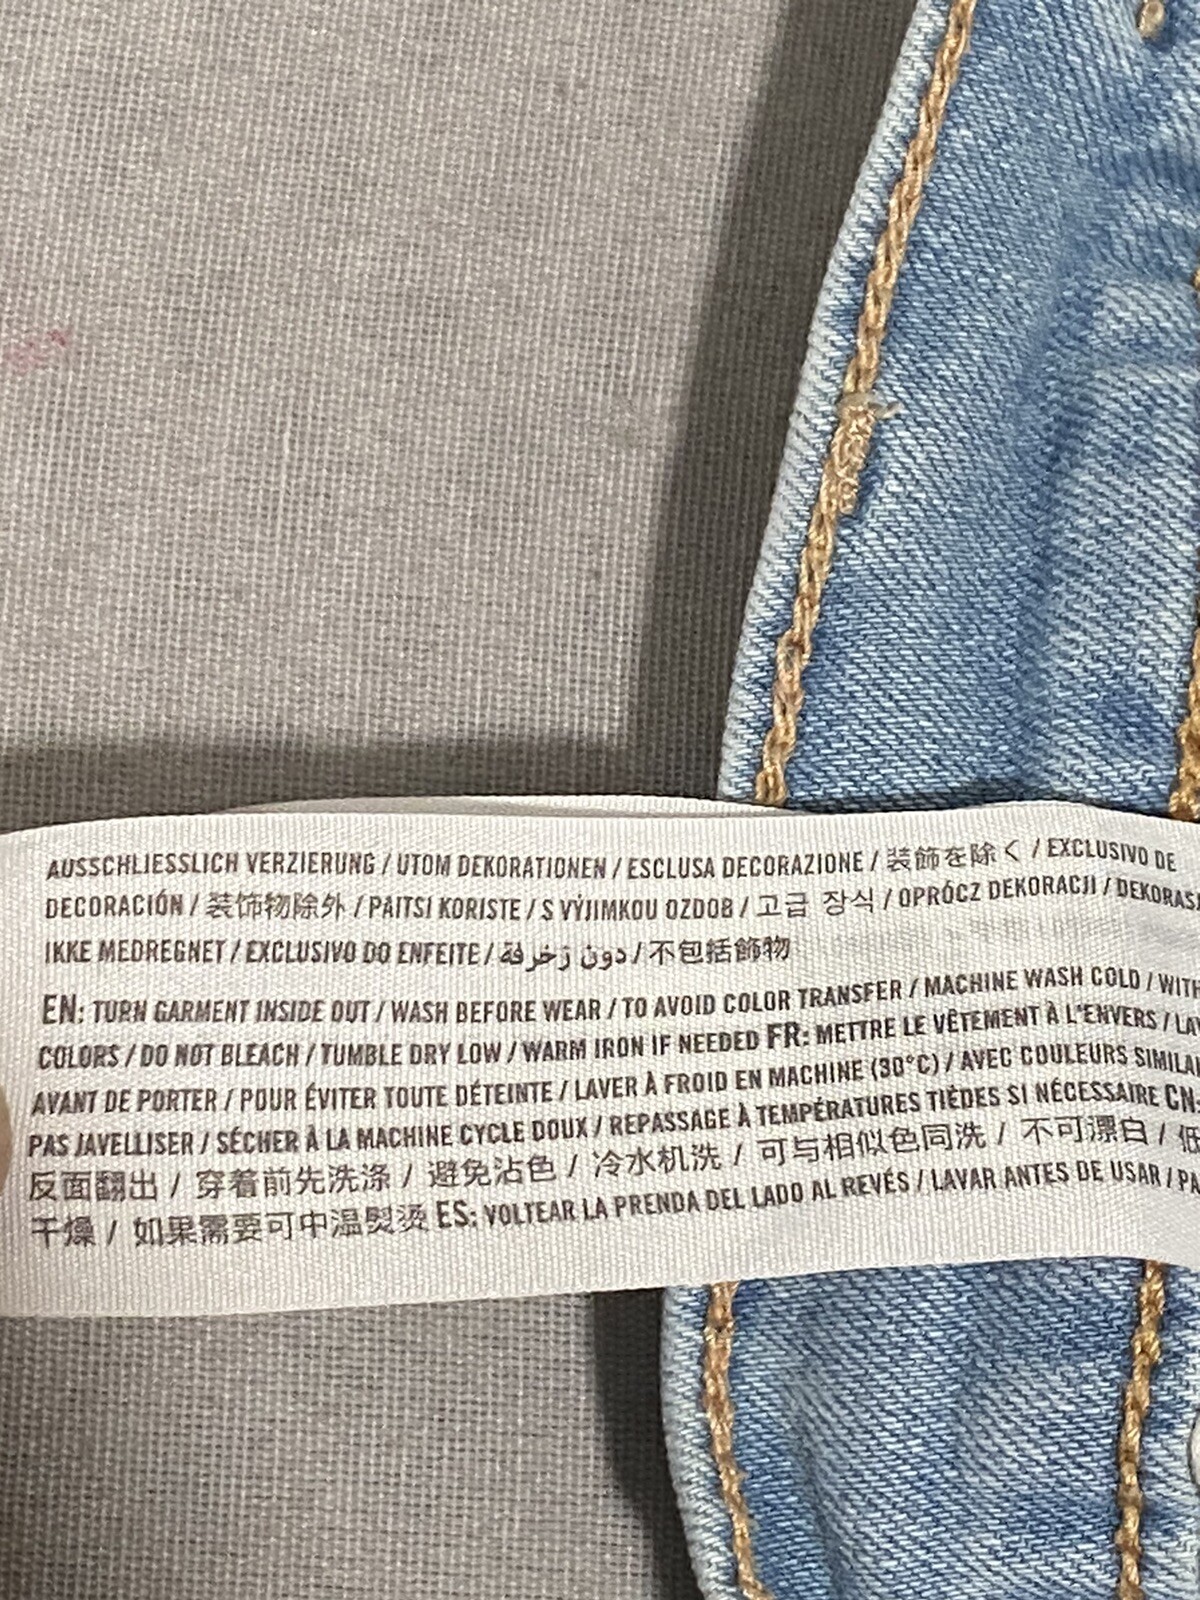 AUSSCHLIESSLICH VERZIERUNG / UTOM DEKORATIONEN / ESCLUSA DECORAZIONE / 装飾を除く / EXCLUSIVO DE
DECORACIÓN / 装饰物除外 / PAITSI KORISTE / S VÝJIMKOU OZDOB / 고급 장식 / OPRÓCZ DEKORACJI / DEKORAS
IKKE MEDREGNET / EXCLUSIVO DO ENFEITE / دون زخرفة / 不包括飾物
EN: TURN GARMENT INSIDE OUT / WASH BEFORE WEAR / TO AVOID COLOR TRANSFER / MACHINE WASH COLD / WITH
COLORS / DO NOT BLEACH / TUMBLE DRY LOW / WARM IRON IF NEEDED FR: METTRE LE VÊTEMENT À L'ENVERS / LAV
AVANT DE PORTER / POUR ÉVITER TOUTE DÉTEINTE / LAVER À FROID EN MACHINE (30°C) / AVEC COULEURS SIMILAI
PAS JAVELLISER / SÉCHER À LA MACHINE CYCLE DOUX / REPASSAGE À TEMPÉRATURES TIÈDES SI NÉCESSAIRE CN:
反面翻出 / 穿着前先洗涤 / 避免沾色 / 冷水机洗 / 可与相似色同洗 / 不可漂白 / 低
干燥 / 如果需要可中温熨烫 ES: VOLTEAR LA PRENDA DEL LADO AL REVÉS / LAVAR ANTES DE USAR / PA